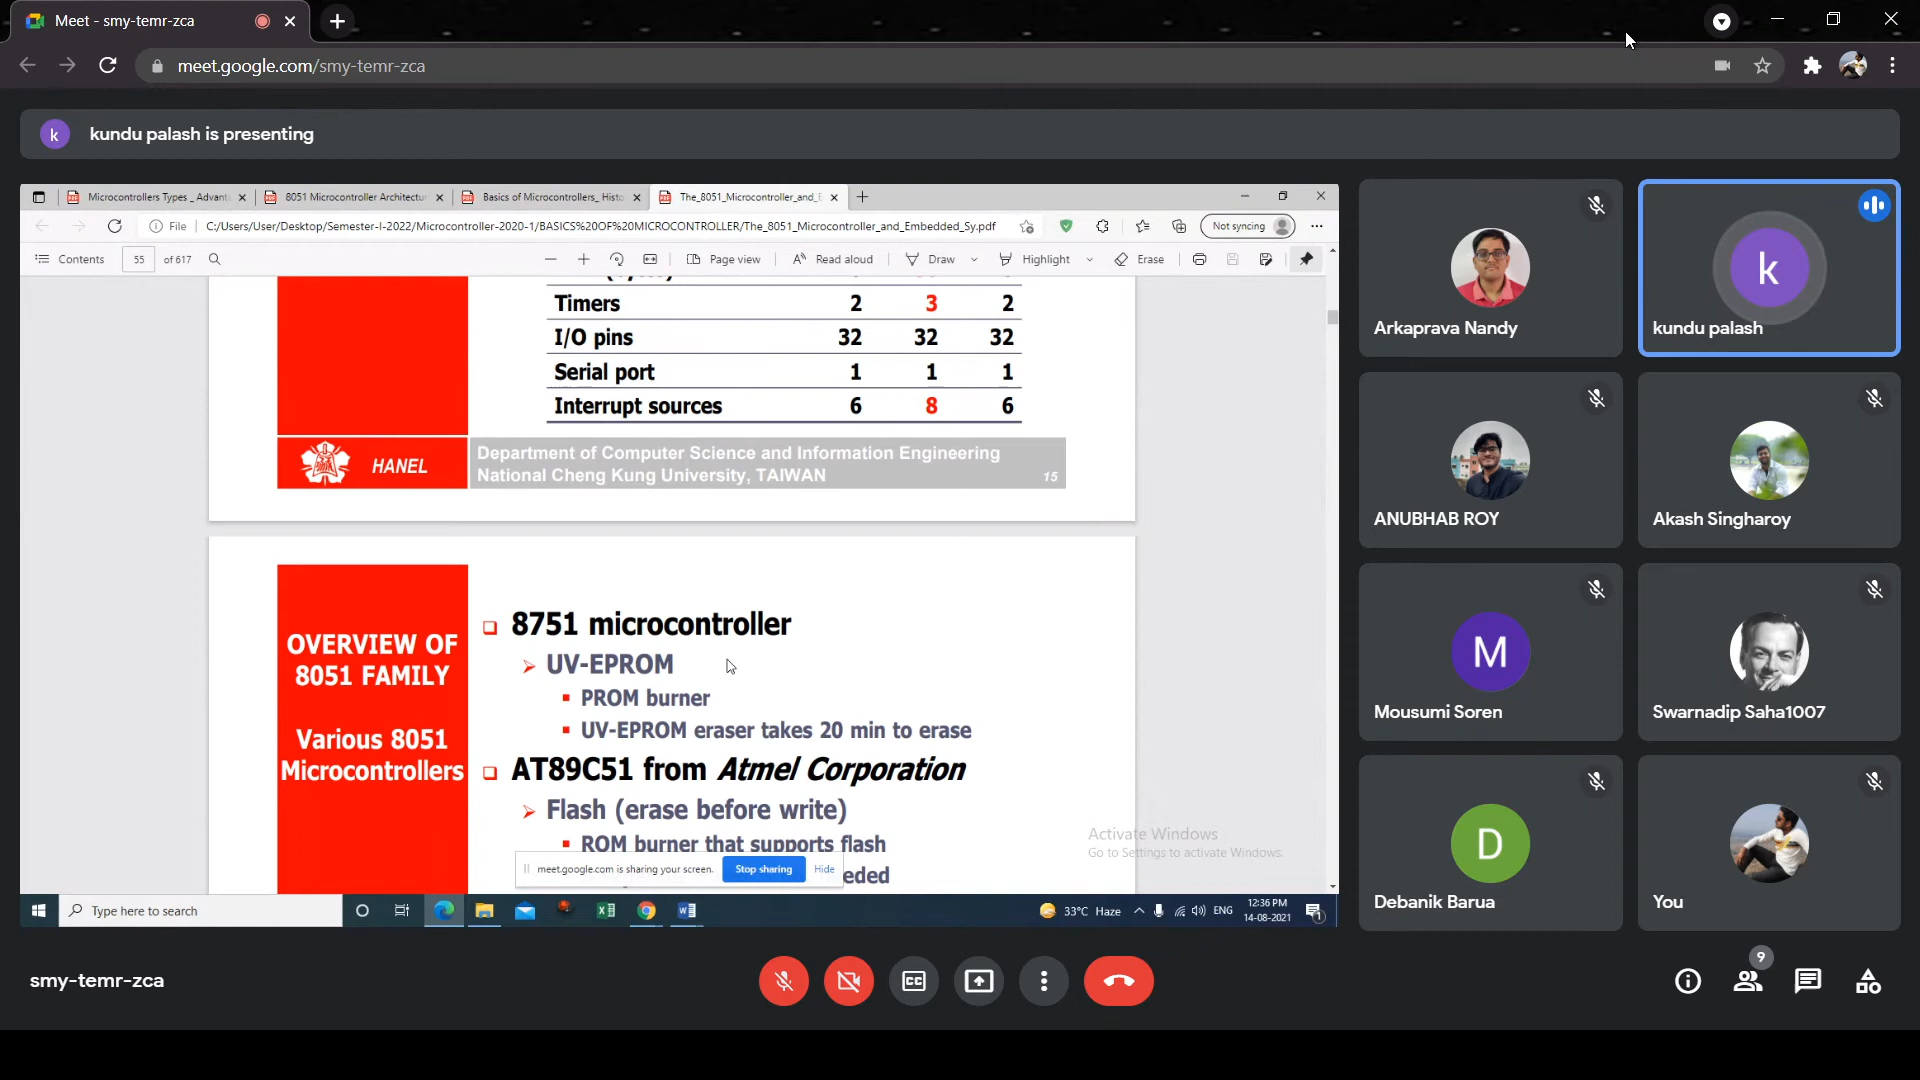 Meet - smy-temr-zca
meet.google.com/smy-temr-zca
k kundu palash is presenting
Microcontrollers Types _ Advant
8051 Microcontroller Architectur
Basics of Microcontrollers_ Histo
The_8051_Microcontroller_and_E
File C:/Users/User/Desktop/Semester-I-2022/Microcontroller-2020-1/BASICS%20OF%20MICROCONTROLLER/The_8051_Microcontroller_and_Embedded_Sy.pdf
Not syncing
Contents 55 of 617 Page view Read aloud Draw Highlight Erase
Timers 2 3 2
I/O pins 32 32 32
Serial port 1 1 1
Interrupt sources 6 8 6
HANEL
Department of Computer Science and Information Engineering
National Cheng Kung University, TAIWAN 15
OVERVIEW OF
8051 FAMILY
Various 8051
Microcontrollers
8751 microcontroller
UV-EPROM
PROM burner
UV-EPROM eraser takes 20 min to erase
AT89C51 from Atmel Corporation
Flash (erase before write)
ROM burner that supports flash
eded
Activate Windows
Go to Settings to activate Windows.
meet.google.com is sharing your screen. Stop sharing Hide
Type here to search
33°C Haze
ENG
12:36 PM
14-08-2021
1
Arkaprava Nandy
k
kundu palash
ANUBHAB ROY
Akash Singharoy
M
Mousumi Soren
Swarnadip Saha1007
D
Debanik Barua
You
smy-temr-zca
CC
9